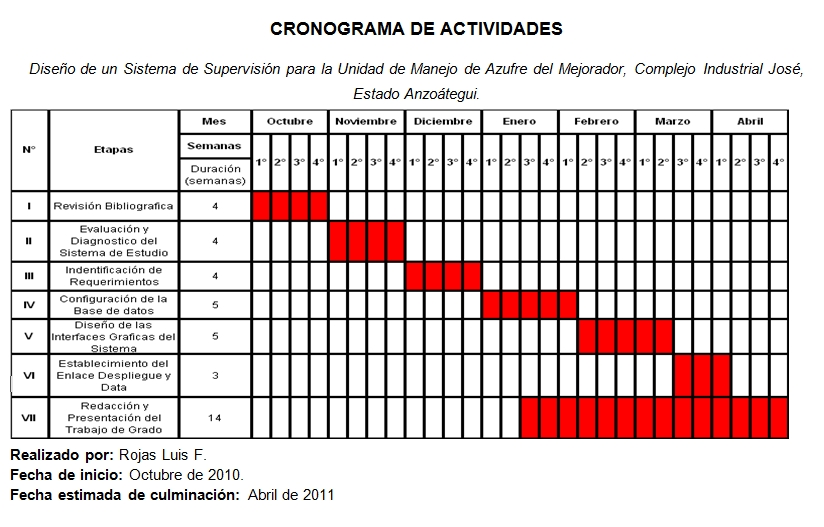 CRONOGRAMA DE ACTIVIDADES
Diseño de un Sistema de Supervisión para la Unidad de Manejo de Azufre del Mejorador, Complejo Industrial José,
Estado Anzoátegui.
N° Etapas Mes Octubre Noviembre Diciembre Enero Febrero Marzo Abril
Semanas 1° 2° 3° 4° 1° 2° 3° 4° 1° 2° 3° 4° 1° 2° 3° 4° 1° 2° 3° 4° 1° 2° 3° 4° 1° 2° 3° 4°
Duración
(semanas)
I Revisión Bibliografica 4
II Evaluación y
Diagnostico del
Sistema de Estudio 4
III Indentificación de
Requerimientos 4
IV Configuración de la
Base de datos 5
V Diseño de las
Interfaces Graficas del
Sistema 5
VI Establecimiento del
Enlace Despliegue y
Data 3
VII Redacción y
Presentación del
Trabajo de Grado 14
Realizado por: Rojas Luis F.
Fecha de inicio: Octubre de 2010.
Fecha estimada de culminación: Abril de 2011